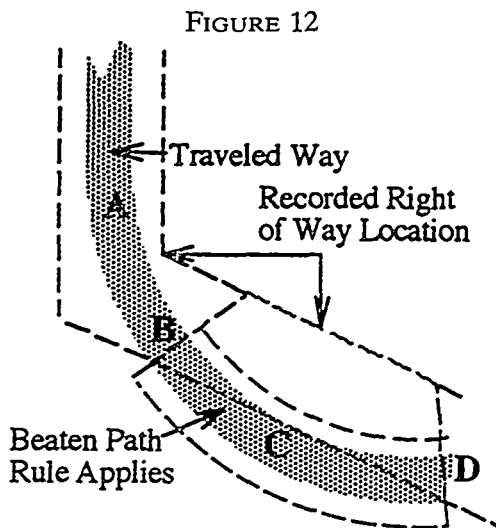 FIGURE 12
Traveled Way
A
Recorded Right
of Way Location
B
Beaten Path
Rule Applies
C
D